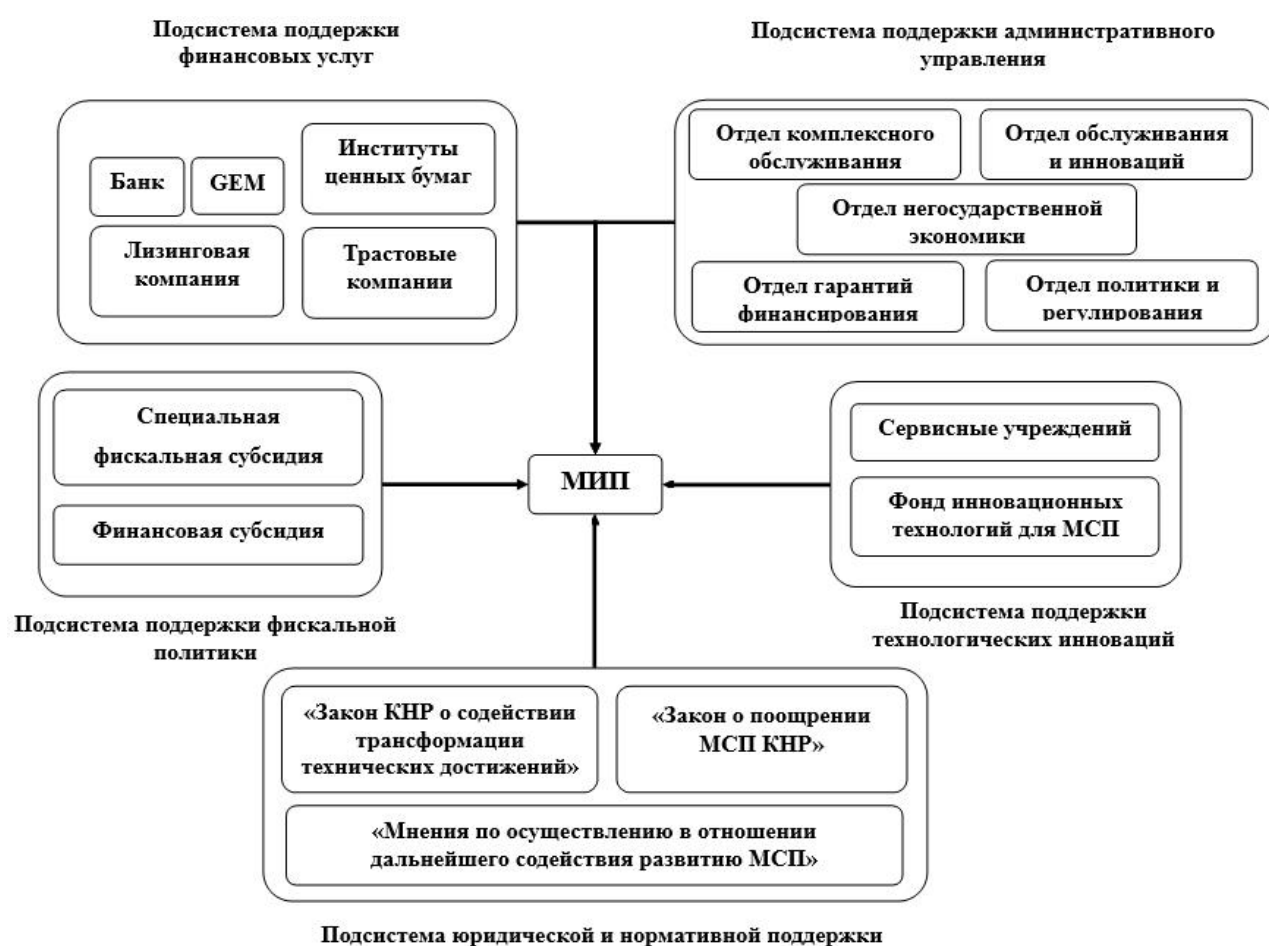 Подсистема поддержки
финансовых услуг
Подсистема поддержки административного
управления
Банк
GEM
Институты
ценных бумаг
Лизинговая
компания
Трастовые
компании
Отдел комплексного
обслуживания
Отдел обслуживания
и инноваций
Отдел негосударственной
экономики
Отдел гарантий
финансирования
Отдел политики и
регулирования
Специальная
фискальная субсидия
Финансовая субсидия
МИП
Сервисные учреждений
Фонд инновационных
технологий для МСП
Подсистема поддержки фискальной
политики
Подсистема поддержки
технологических инноваций
«Закон КНР о содействии
трансформации
технических достижений»
«Закон о поощрении
МСП КНР»
«Мнения по осуществлению в отношении
дальнейшего содействия развитию МСП»
Подсистема юридической и нормативной поддержки